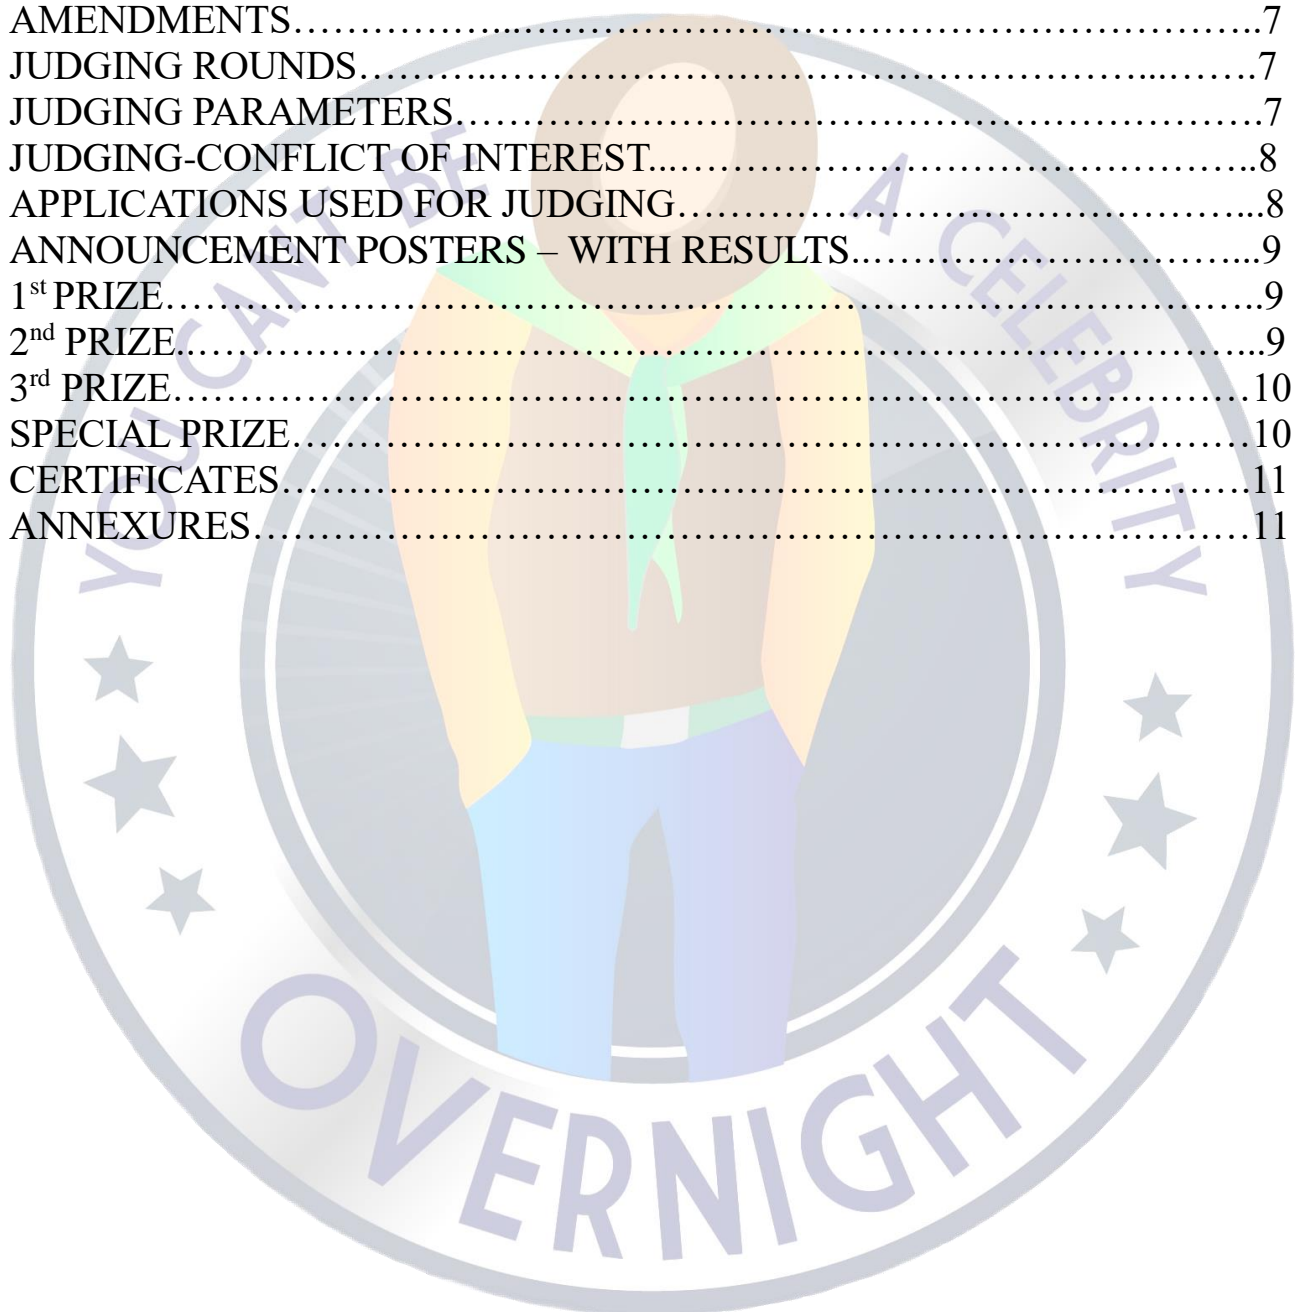 AMENDMENTS……………...………………………………………………..7
JUDGING ROUNDS………..…………………………………………...…….7
JUDGING PARAMETERS…………………………………………………….7
JUDGING-CONFLICT OF INTEREST...……………………………………..8
APPLICATIONS USED FOR JUDGING…………………………………...8
ANNOUNCEMENT POSTERS – WITH RESULTS..………………………...9
1st PRIZE……………………………………………………………………..9
2nd PRIZE..…………………………………………………………………...9
3rd PRIZE……………………………………………………………………10
SPECIAL PRIZE……………………………………………………………10
CERTIFICATES……………………………………………………………11
ANNEXURES………………………………………………………………11
YOU CANT BE A CELEBRITY
OVERNIGHT